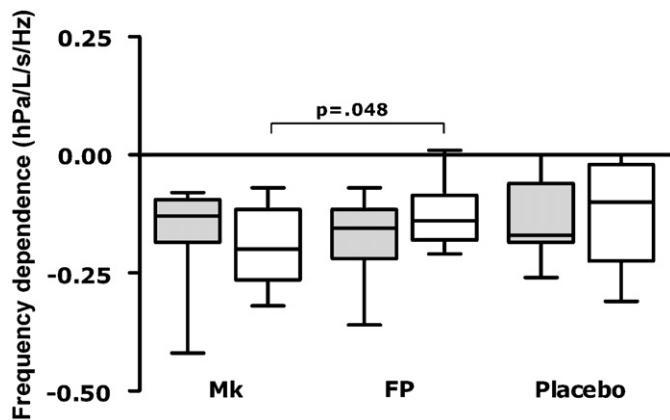 Frequency dependence (hPa/L/s/Hz)
0.25
p=.048
0.00
-0.25
-0.50
Mk FP Placebo